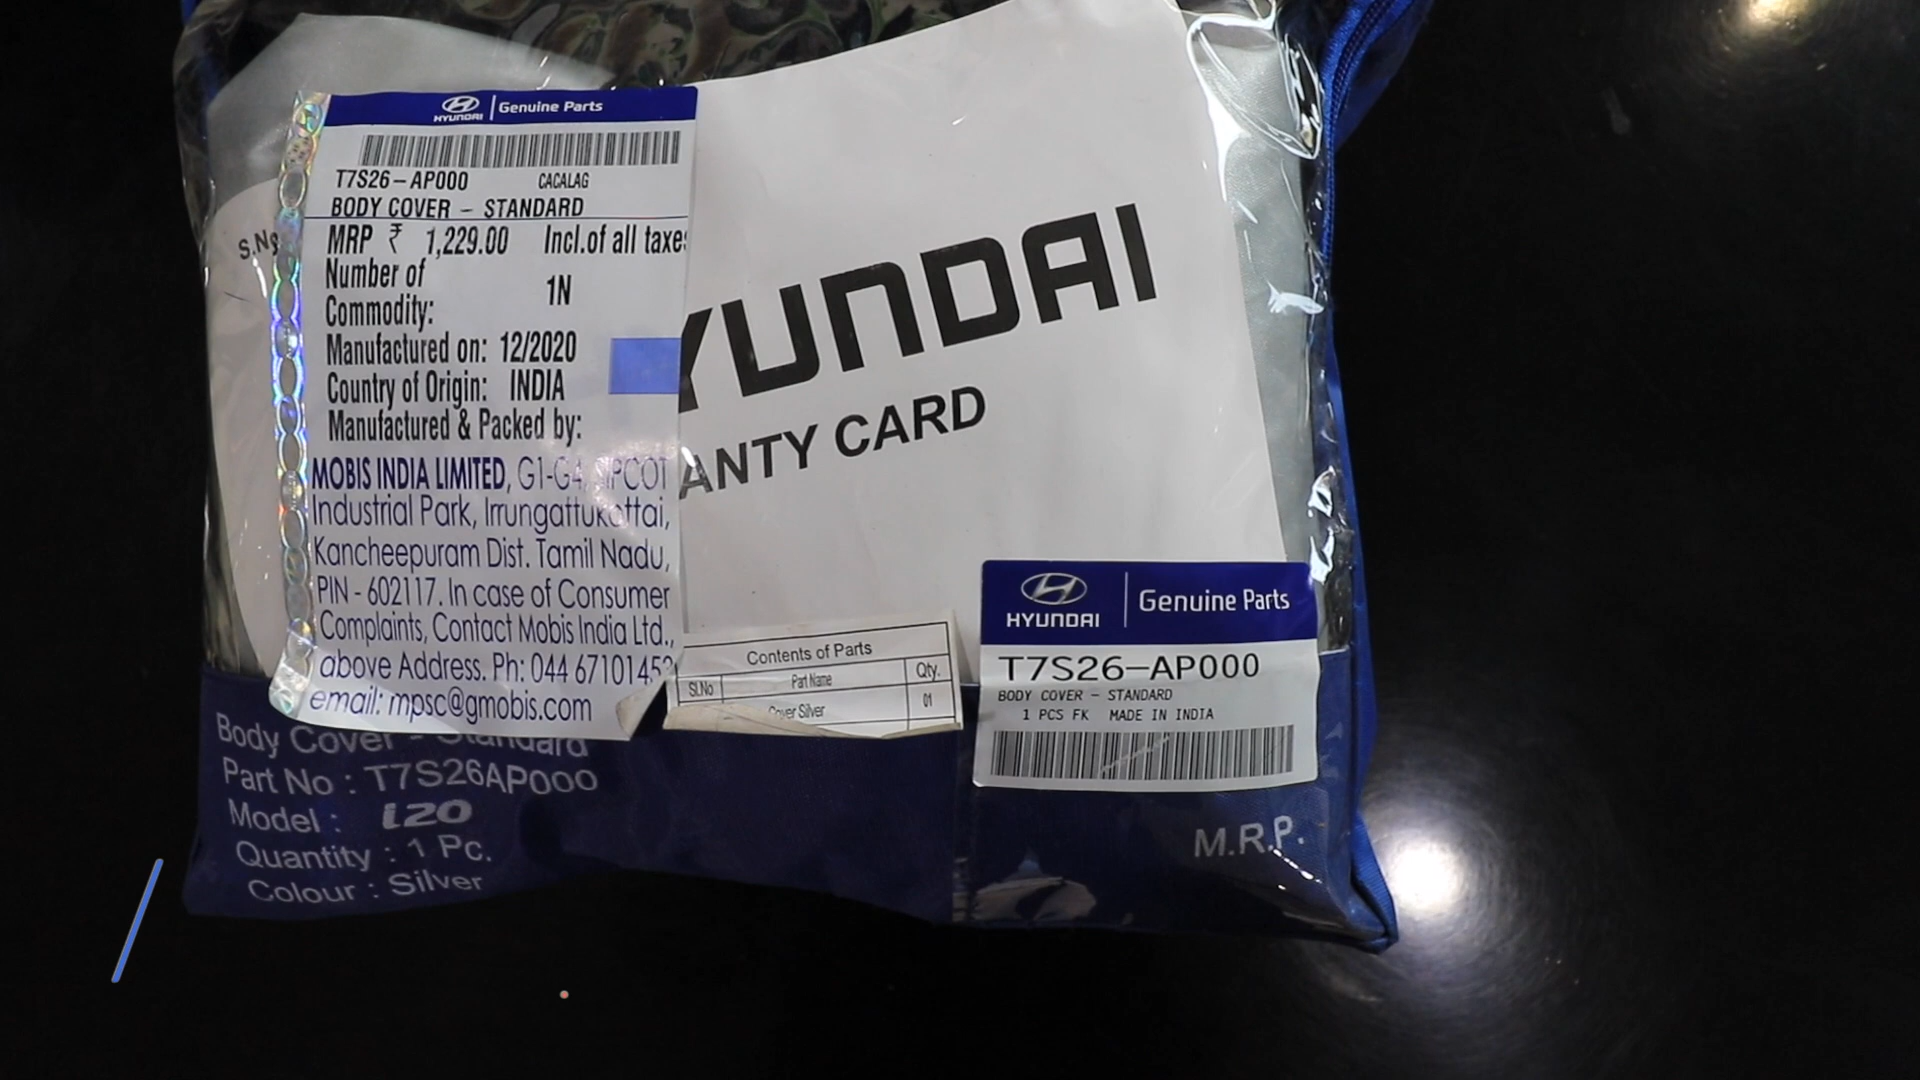 HYUNDAI
Genuine Parts
T7S26-AP000 CACALAG
BODY COVER - STANDARD
MRP ₹ 1,229.00 Incl.of all taxes
Number of
Commodity: 1N
Manufactured on: 12/2020
Country of Origin: INDIA
Manufactured & Packed by:
MOBIS INDIA LIMITED, G1-G4, SIPCOT
Industrial Park, Irrungattukottai,
Kancheepuram Dist. Tamil Nadu,
PIN - 602117. In case of Consumer
Complaints, Contact Mobis India Ltd.,
above Address. Ph: 044 6710145
email: mpsc@gmobis.com
S.No
YUNDAI
ANTY CARD
Contents of Parts
Sl.No Part Name Qty.
Cover Silver 01
HYUNDAI
Genuine Parts
T7S26-AP000
BODY COVER - STANDARD
1 PCS FK MADE IN INDIA
Body Cover - Standard
Part No : T7S26AP000
Model : i20
Quantity : 1 Pc.
Colour : Silver
M.R.P.